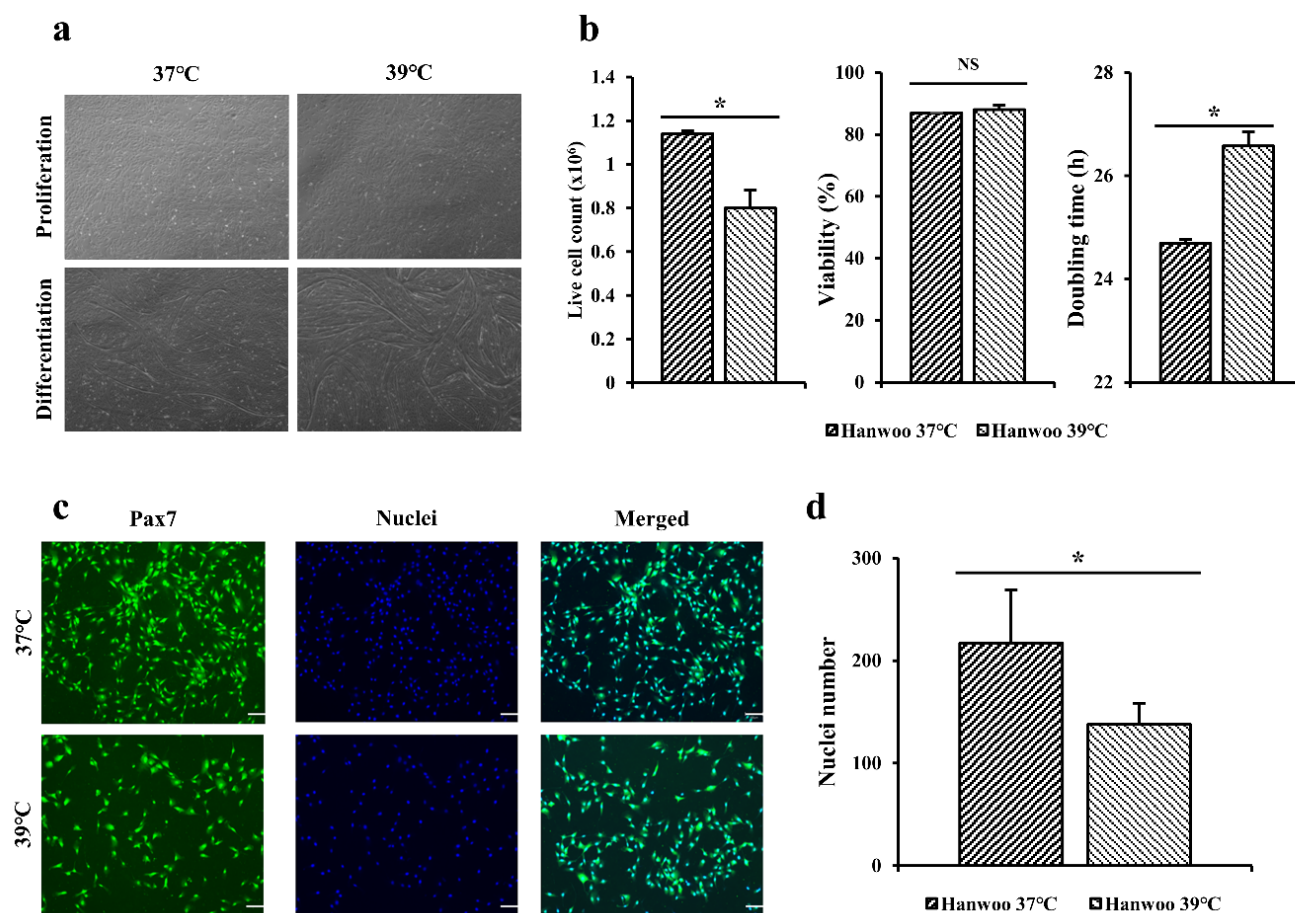 a
37°C
39°C
Proliferation
Differentiation
b
Live cell count (x10⁶)
1.4
1.2
1
0.8
0.6
0.4
0.2
0
*
Viability (%)
100
80
60
40
20
0
NS
Doubling time (h)
28
26
24
22
*
Hanwoo 37°C Hanwoo 39°C
c
Pax7
Nuclei
Merged
37°C
39°C
d
Nuclei number
300
200
100
0
*
Hanwoo 37°C Hanwoo 39°C